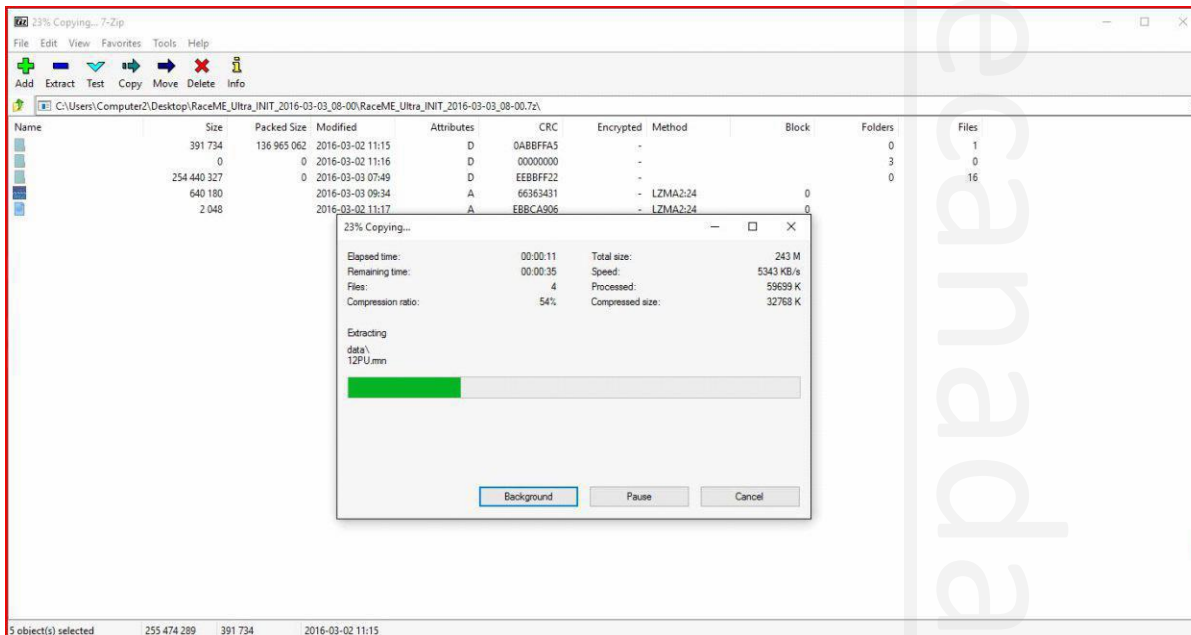 23% Copying... 7-Zip
File Edit View Favorites Tools Help
Add Extract Test Copy Move Delete Info
C:\Users\Computer2\Desktop\RaceME_Ultra_INIT_2016-03-03_08-00\RaceME_Ultra_INIT_2016-03-03_08-00.7z\
Name Size Packed Size Modified Attributes CRC Encrypted Method Block Folders Files
391 734 136 965 062 2016-03-02 11:15 D 0ABBFFA5 - 0 1
0 0 2016-03-02 11:16 D 00000000 - 3 0
254 440 327 0 2016-03-03 07:49 D EEBBFF22 - 0 16
640 180 2016-03-03 09:34 A 66363431 - LZMA2:24 0
2 048 2016-03-02 11:17 A EBBCA906 - LZMA2:24 0
23% Copying...
Elapsed time: 00:00:11 Total size: 243 M
Remaining time: 00:00:35 Speed: 5343 KB/s
Files: 4 Processed: 59699 K
Compression ratio: 54% Compressed size: 32768 K
Extracting
data\
12PU.rmn
Background Pause Cancel
5 object(s) selected 255 474 289 391 734 2016-03-02 11:15
ecanada